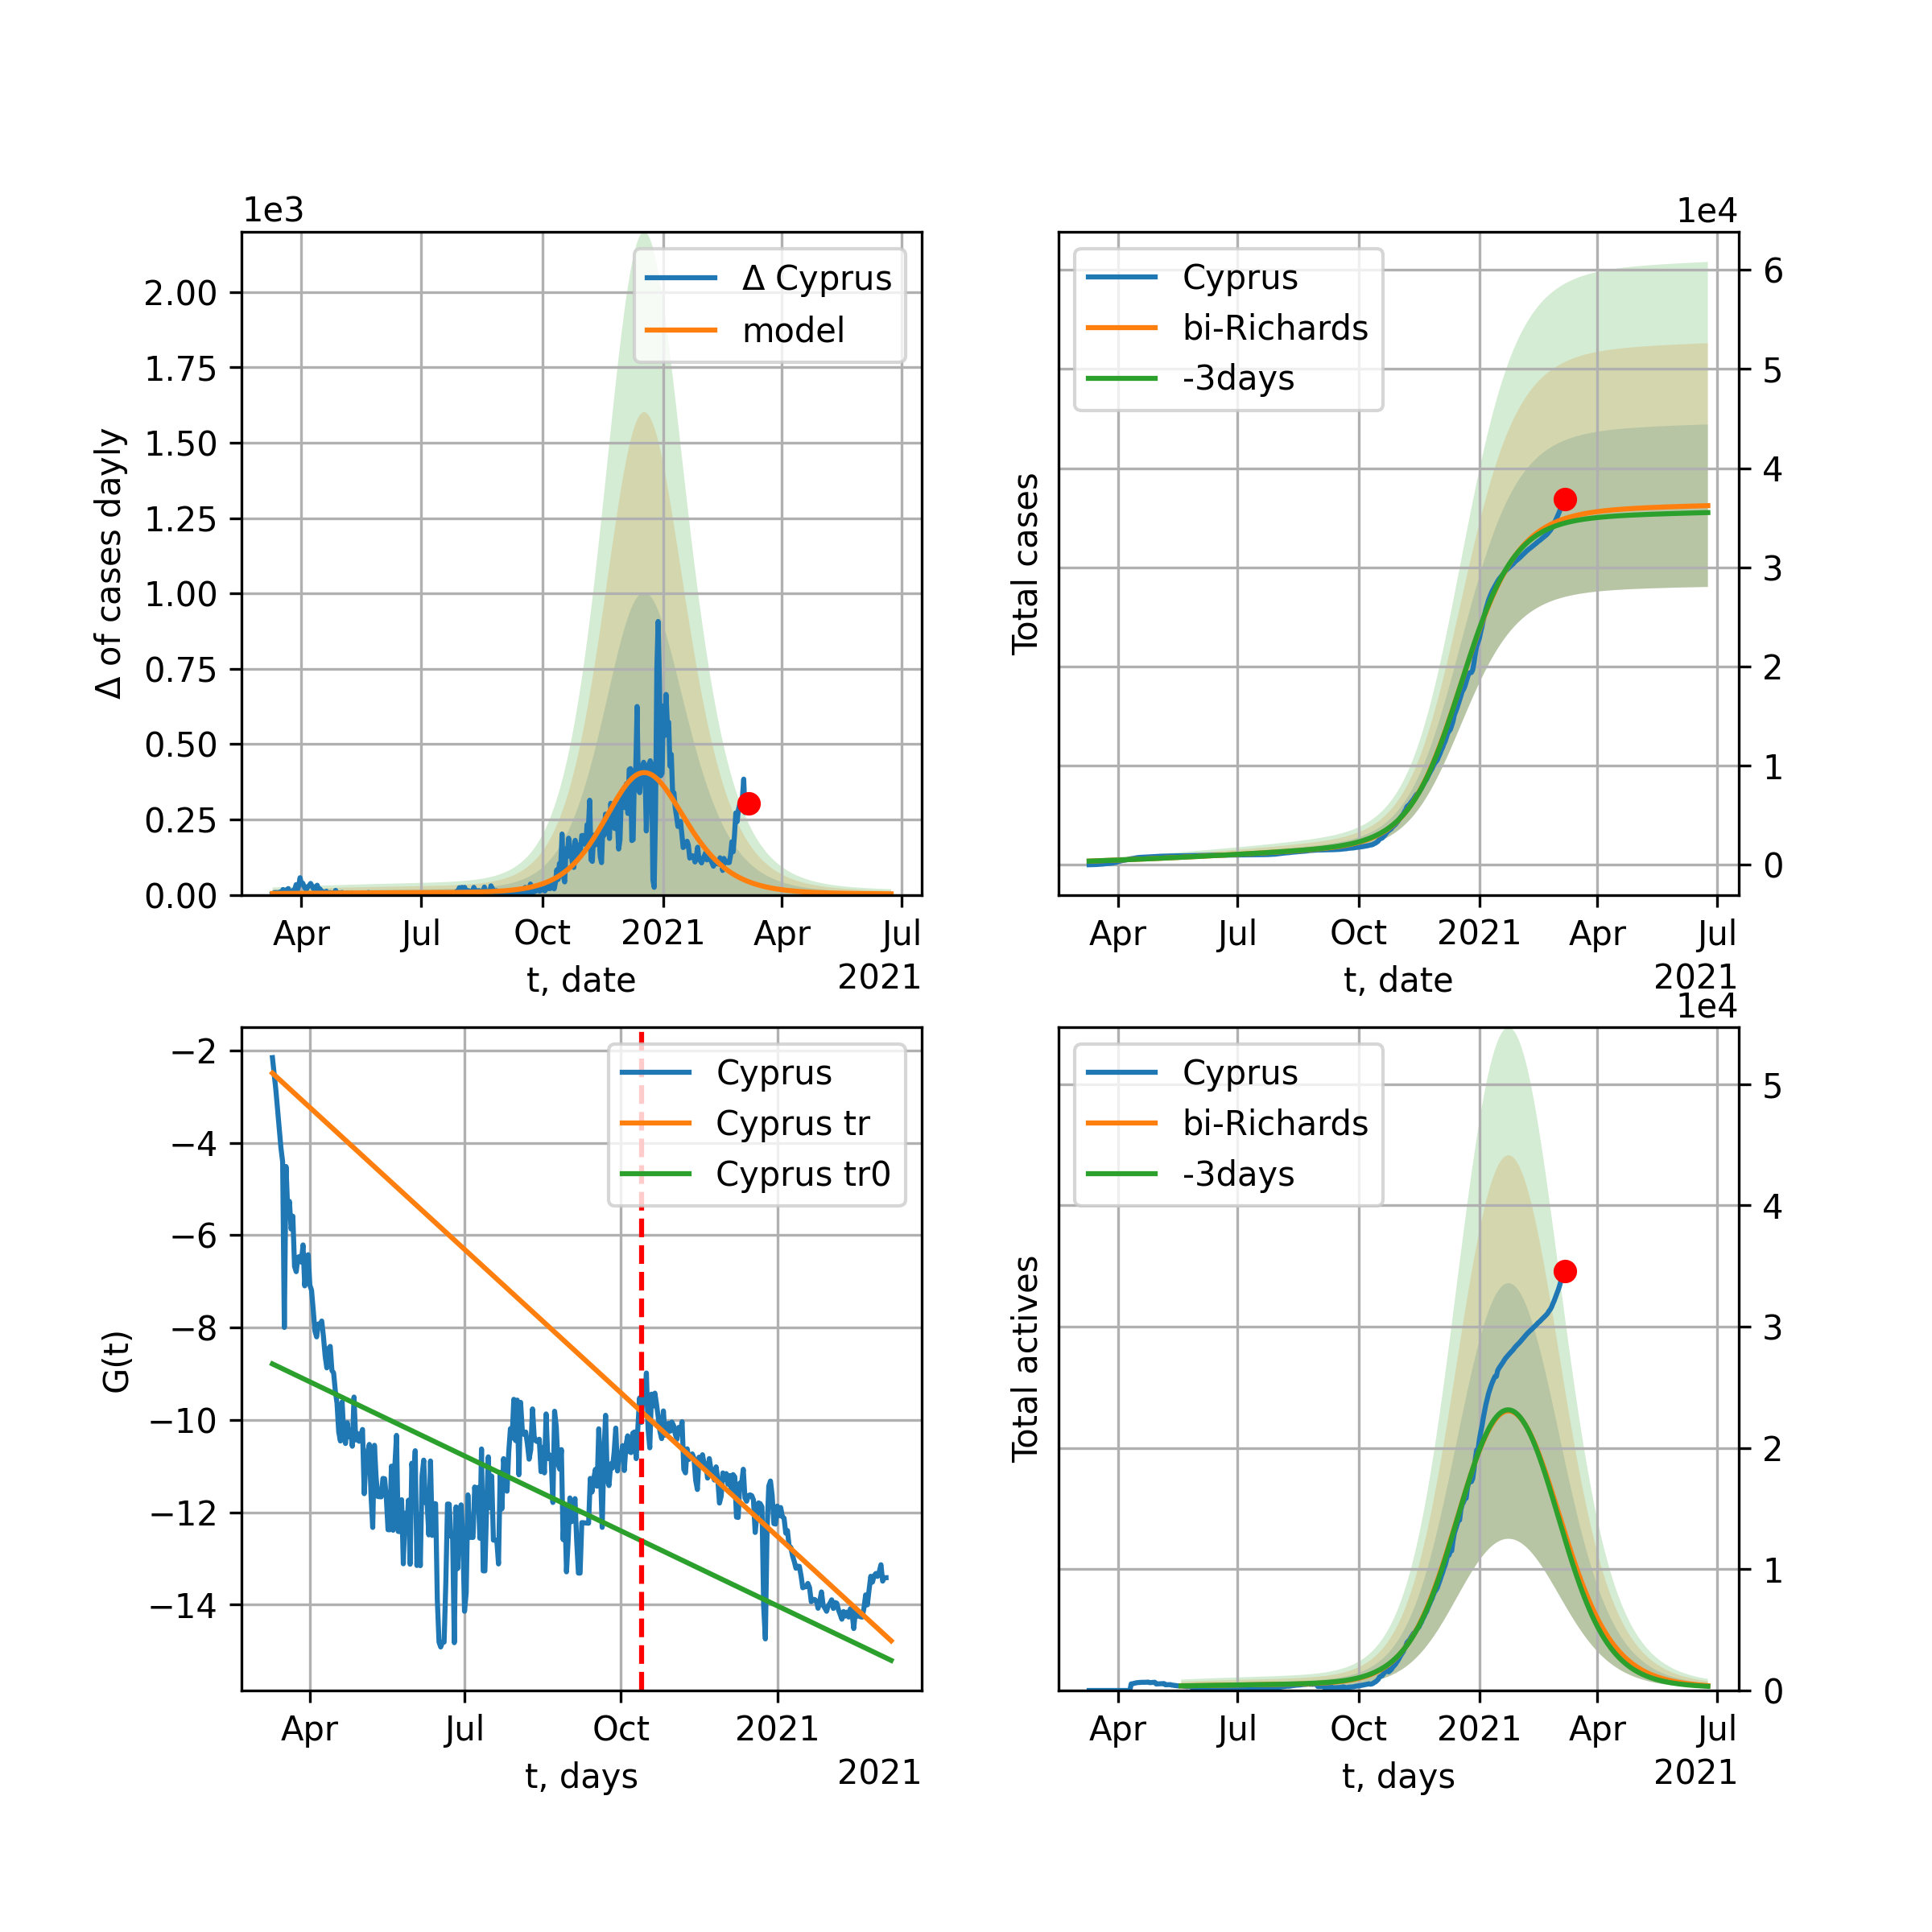 1e3
Δ of cases dayly
2.00
1.75
1.50
1.25
1.00
0.75
0.50
0.25
0.00
Δ Cyprus
model
Apr Jul Oct 2021 Apr Jul
t, date
2021
1e4
Total cases
Cyprus
bi-Richards
-3days
6
5
4
3
2
1
0
Apr Jul Oct 2021 Apr Jul
t, date
2021
G(t)
−2
−4
−6
−8
−10
−12
−14
Cyprus
Cyprus tr
Cyprus tr0
Apr Jul Oct 2021
t, days
2021
1e4
Total actives
Cyprus
bi-Richards
-3days
5
4
3
2
1
0
Apr Jul Oct 2021 Apr Jul
t, days
2021